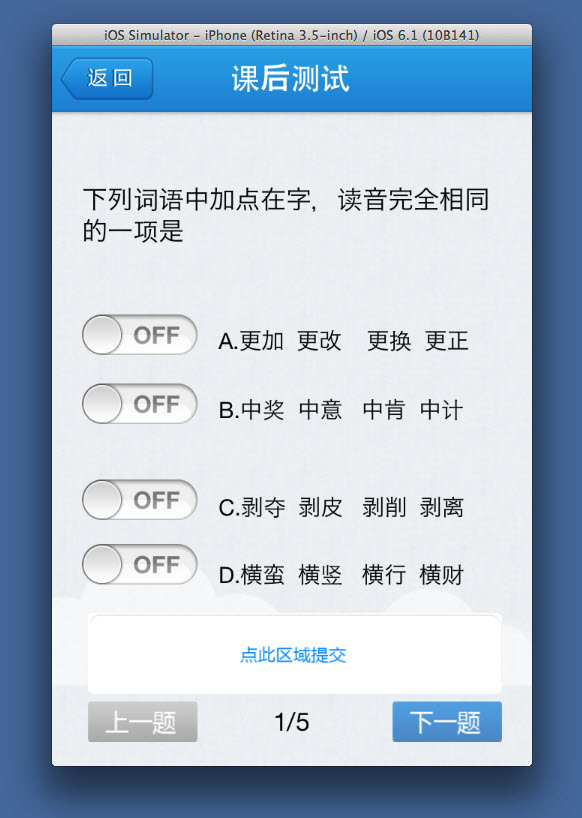 iOS Simulator - iPhone (Retina 3.5-inch) / iOS 6.1 (10B141)
返回 课后测试
下列词语中加点在字，读音完全相同
的一项是
OFF A.更加 更改 更换 更正
OFF B.中奖 中意 中肯 中计
OFF C.剥夺 剥皮 剥削 剥离
OFF D.横蛮 横竖 横行 横财
点此区域提交
上一题 1/5 下一题